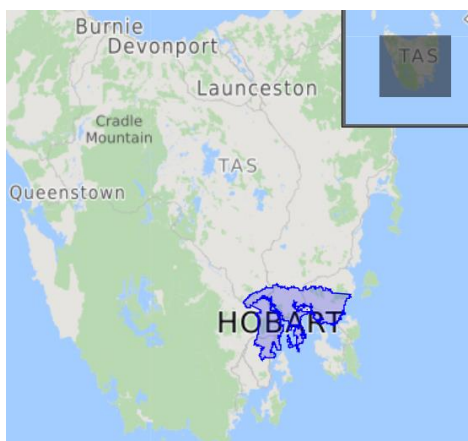 Burnie
Devonport
TAS
Launceston
Cradle
Mountain
TAS
Queenstown
HOBART